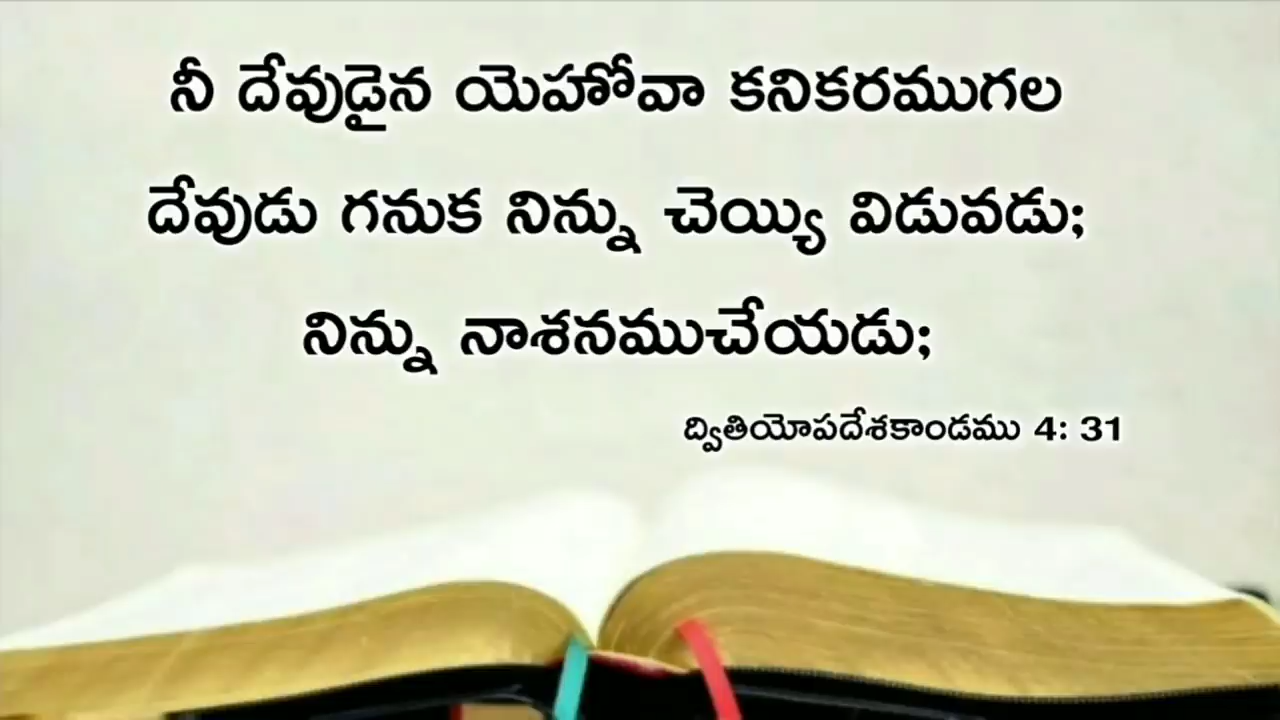 నీ దేవుడైన యెహోవా కనికరముగల
దేవుడు గనుక నిన్ను చెయ్యి విడువడు;
నిన్ను నాశనముచేయడు;
ద్వితియోపదేశకాండము 4: 31